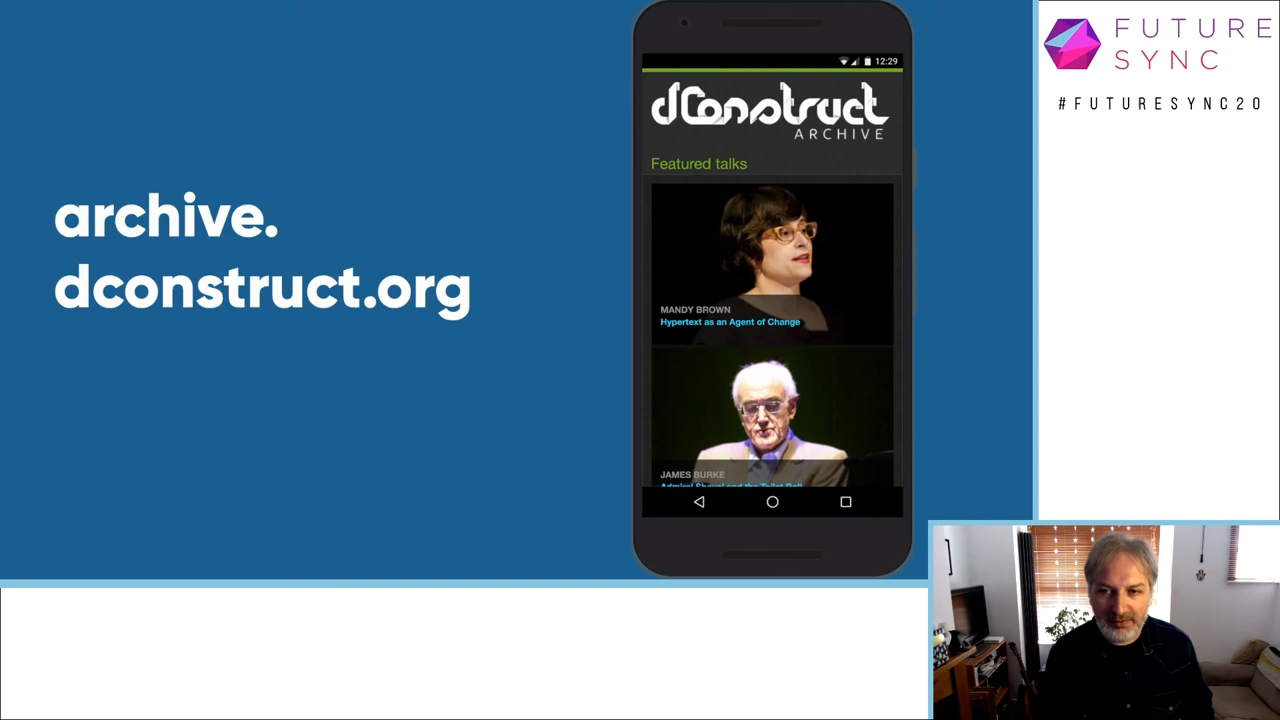 archive.
dconstruct.org
12:29
dConstruct
ARCHIVE
Featured talks
MANDY BROWN
Hypertext as an Agent of Change
JAMES BURKE
FUTURE
SYNC
#FUTURESYNC20